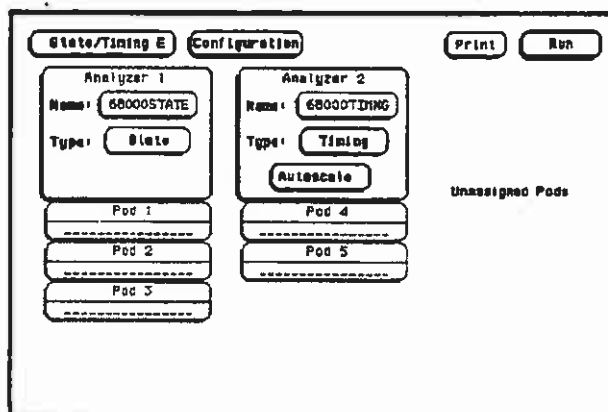 State/Timing E Configuration Print Run
Analyzer 1
Name: 68000STATE
Type: State
Analyzer 2
Name: 68000TIMNG
Type: Timing
Autoscale
Unassigned Pods
Pod 1
Pod 2
Pod 3
Pod 4
Pod 5